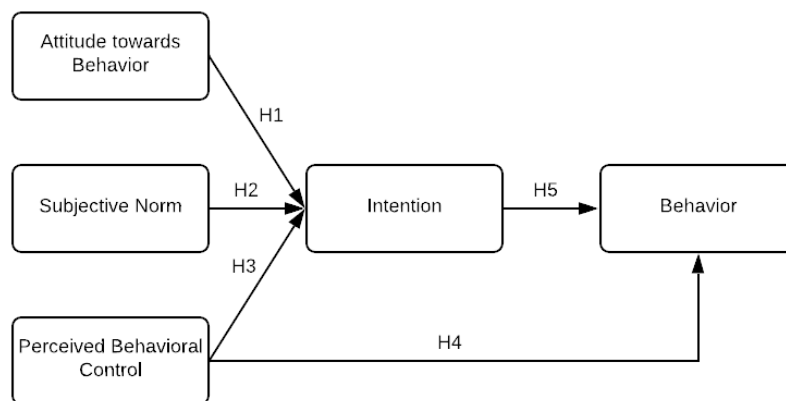 Attitude towards
Behavior
H1
Subjective Norm
H2
Intention
H5
Behavior
H3
Perceived Behavioral
Control
H4